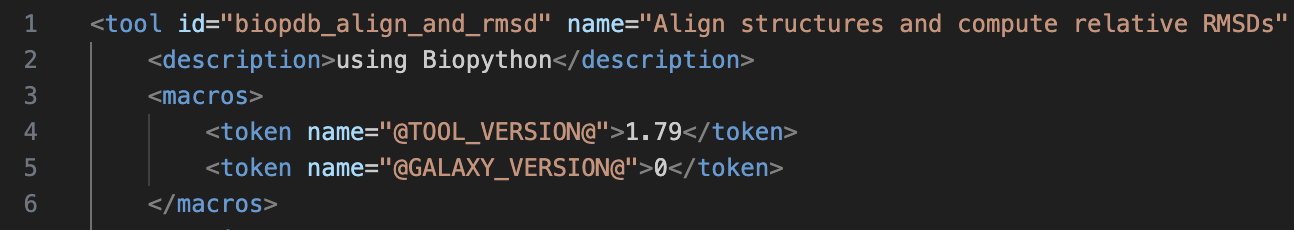 1 <tool id="biopdb_align_and_rmsd" name="Align structures and compute relative RMSDs"
2 <description>using Biopython</description>
3 <macros>
4 <token name="@TOOL_VERSION@">1.79</token>
5 <token name="@GALAXY_VERSION@">0</token>
6 </macros>